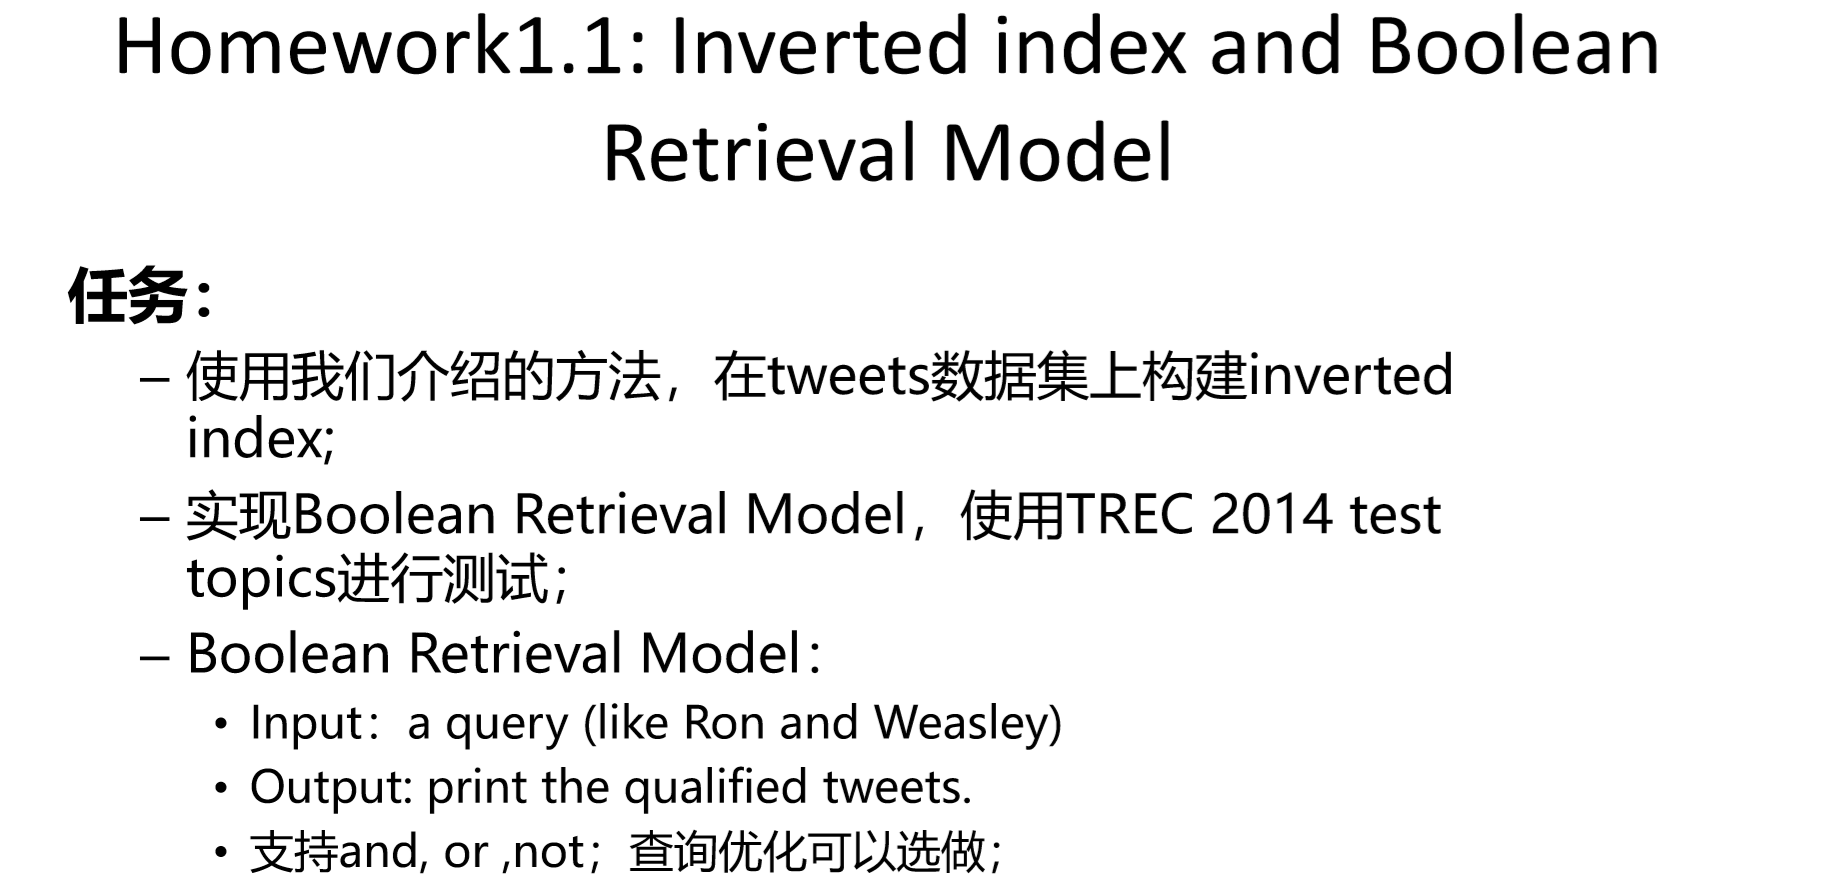 Homework1.1: Inverted index and Boolean
Retrieval Model
任务：
– 使用我们介绍的方法，在tweets数据集上构建inverted
index;
– 实现Boolean Retrieval Model，使用TREC 2014 test
topics进行测试；
– Boolean Retrieval Model：
• Input：a query (like Ron and Weasley)
• Output: print the qualified tweets.
• 支持and, or ,not；查询优化可以选做；